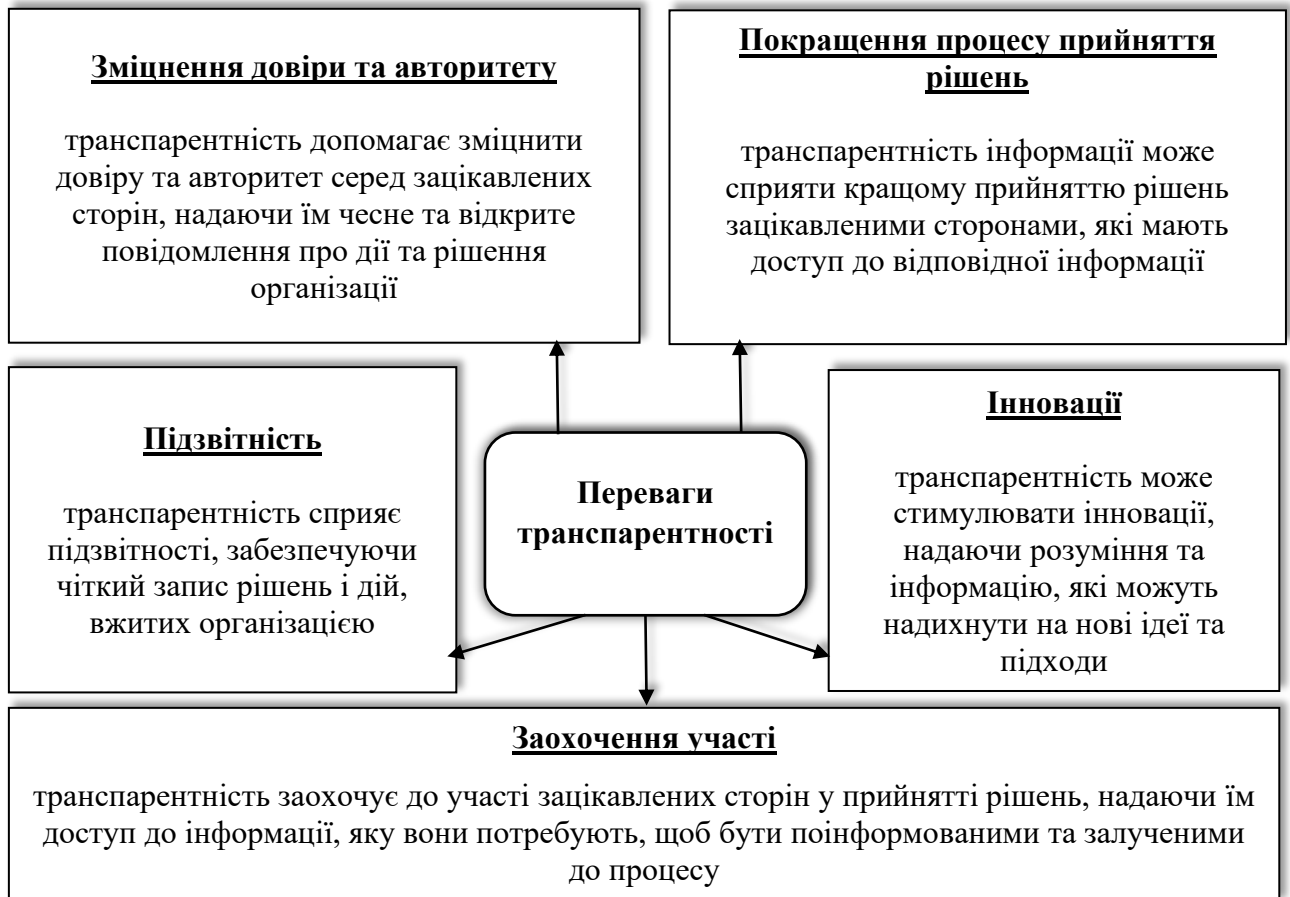 Зміцнення довіри та авторитету
транспарентність допомагає зміцнити
довіру та авторитет серед зацікавлених
сторін, надаючи їм чесне та відкрите
повідомлення про дії та рішення
організації
Покращення процесу прийняття
рішень
транспарентність інформації може
сприяти кращому прийняттю рішень
зацікавленими сторонами, які мають
доступ до відповідної інформації
Підзвітність
транспарентність сприяє
підзвітності, забезпечуючи
чіткий запис рішень і дій,
вжитих організацією
Переваги
транспарентності
Інновації
транспарентність може
стимулювати інновації,
надаючи розуміння та
інформацію, які можуть
надихнути на нові ідеї та
підходи
Заохочення участі
транспарентність заохочує до участі зацікавлених сторін у прийнятті рішень, надаючи їм
доступ до інформації, яку вони потребують, щоб бути поінформованими та залученими
до процесу